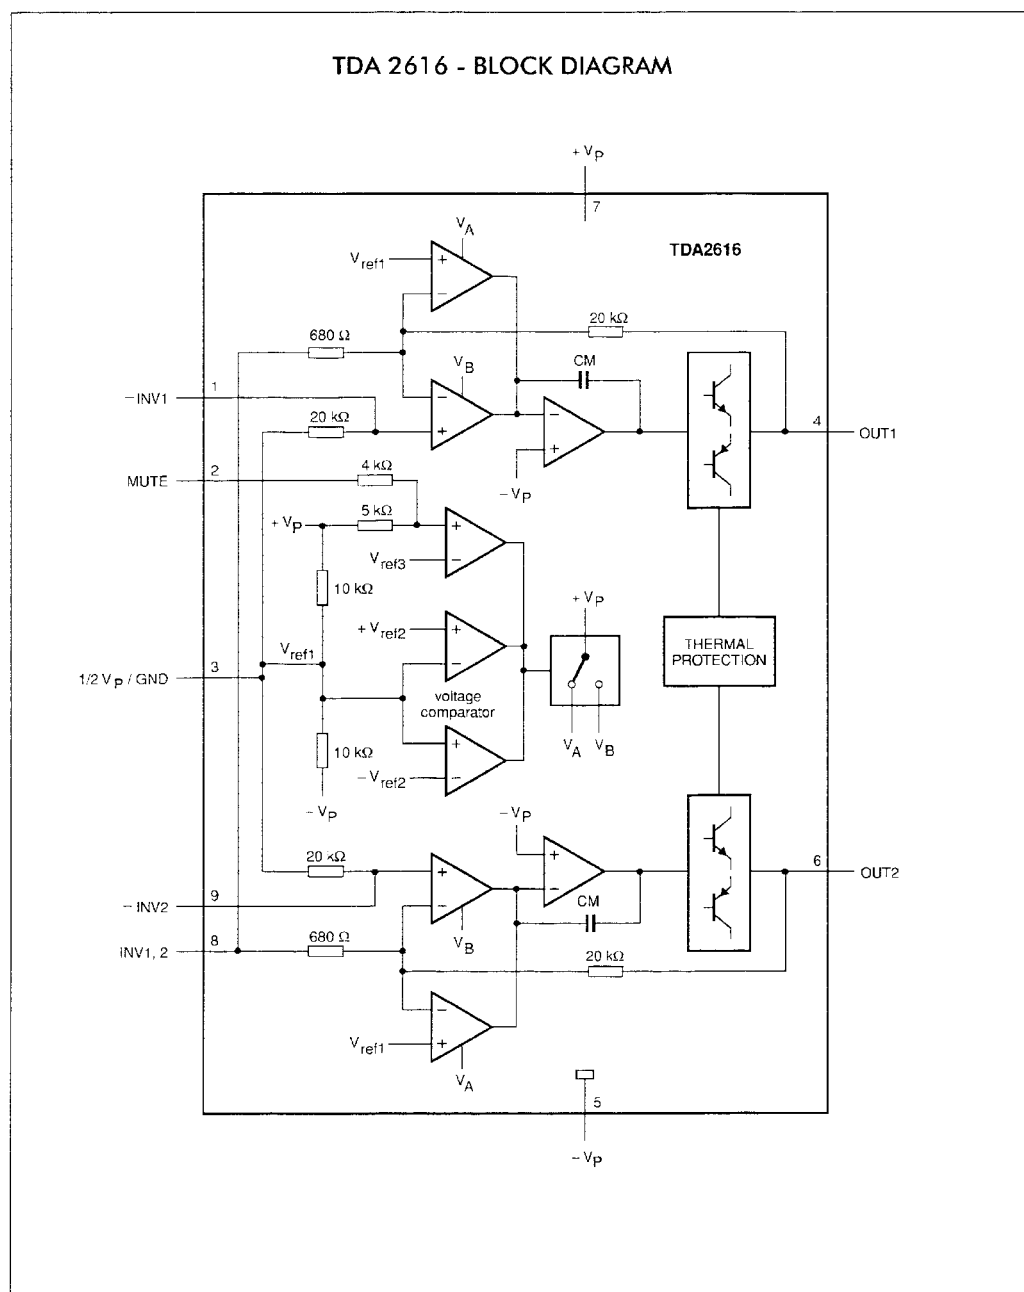 TDA 2616 - BLOCK DIAGRAM
+ VP
7
TDA2616
VA
Vref1
+
−
20 kΩ
680 Ω
CM
VB
1
−INV1
−
+
20 kΩ
−
+
4
OUT1
−VP
2
MUTE
4 kΩ
5 kΩ
+ VP
+
−
Vref3
10 kΩ
+ VP
+ Vref2
+
−
THERMAL
PROTECTION
Vref1
3
1/2 VP / GND
voltage
comparator
VA
VB
10 kΩ
+
−
− Vref2
− VP
− VP
+
−
20 kΩ
+
−
6
OUT2
CM
9
−INV2
VB
8
INV1, 2
680 Ω
20 kΩ
−
+
Vref1
VA
5
− VP